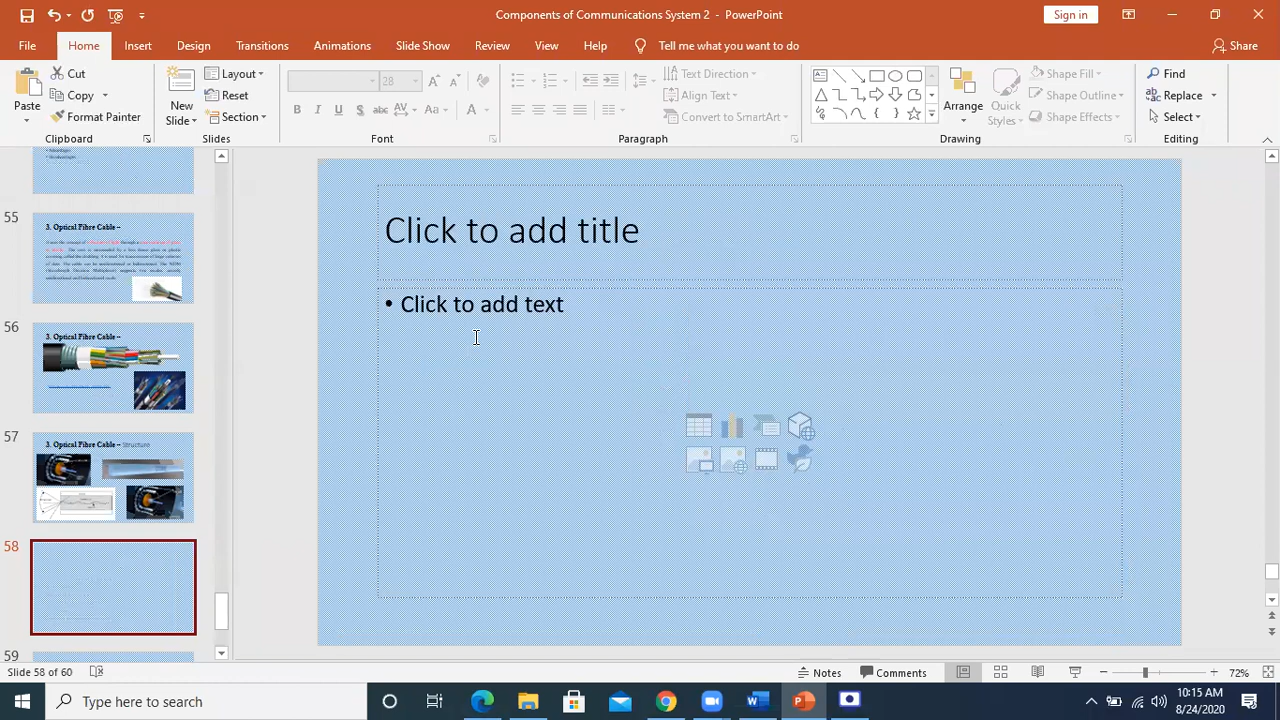 Components of Communications System 2 - PowerPoint
Sign in
File
Home
Insert
Design
Transitions
Animations
Slide Show
Review
View
Help
Tell me what you want to do
Share
Paste
Cut
Copy
Format Painter
Clipboard
New
Slide
Layout
Reset
Section
Slides
28
B I U S abc AV Aa A
Font
Text Direction
Align Text
Convert to SmartArt
Paragraph
Arrange
Quick
Styles
Shape Fill
Shape Outline
Shape Effects
Drawing
Find
Replace
Select
Editing
55
3. Optical Fibre Cable –
56
3. Optical Fibre Cable –
57
3. Optical Fibre Cable – Structure
58
59
Click to add title
• Click to add text
Slide 58 of 60
Notes
Comments
72%
Type here to search
10:15 AM
8/24/2020